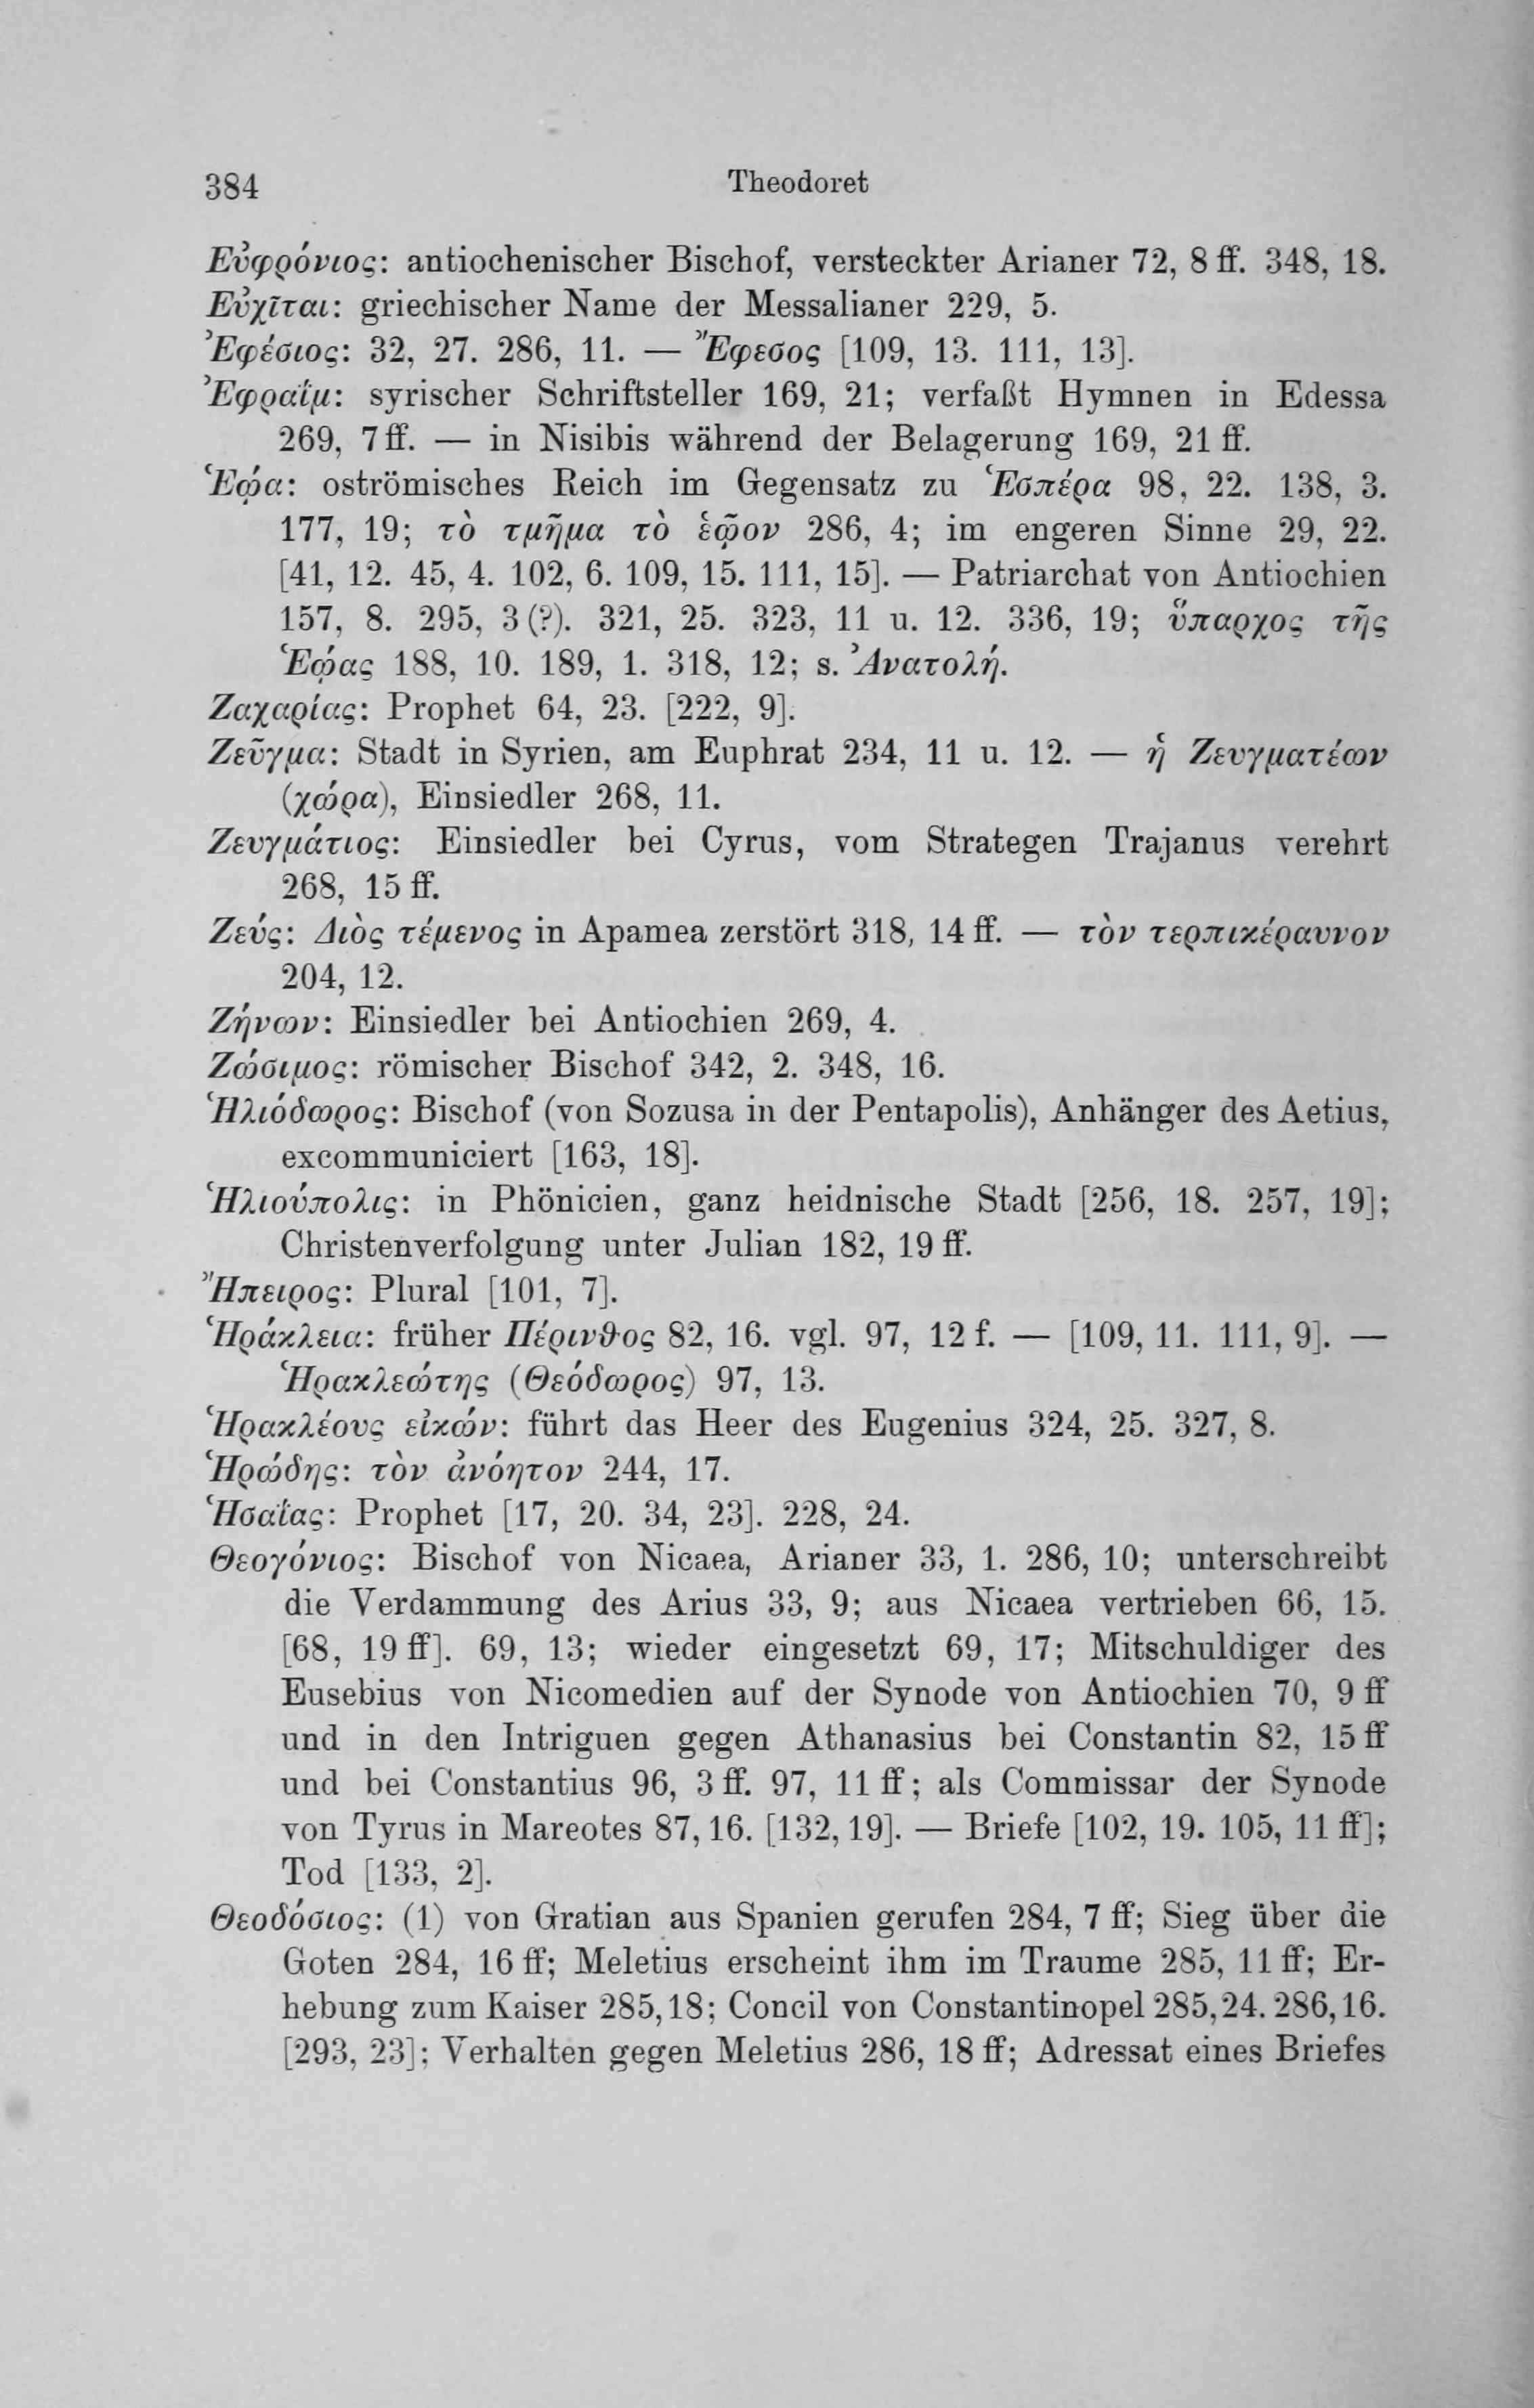 384
Theodoret
Εὐφρόνιος: antiochenischer Bischof, versteckter Arianer 72, 8 ff. 348, 18.
Εὐχῖται: griechischer Name der Messalianer 229, 5.
Ἐφέσιος: 32, 27. 286, 11. — Ἔφεσος [109, 13. 111, 13].
Ἐφραΐμ: syrischer Schriftsteller 169, 21; verfaßt Hymnen in Edessa
269, 7 ff. — in Nisibis während der Belagerung 169, 21 ff.
Ἑῴα: oströmisches Reich im Gegensatz zu Ἑσπέρα 98, 22. 138, 3.
177, 19; τὸ τμῆμα τὸ ἑῷον 286, 4; im engeren Sinne 29, 22.
[41, 12. 45, 4. 102, 6. 109, 15. 111, 15]. — Patriarchat von Antiochien
157, 8. 295, 3 (?). 321, 25. 323, 11 u. 12. 336, 19; ὕπαρχος τῆς
Ἑῴας 188, 10. 189, 1. 318, 12; s. Ἀνατολή.
Ζαχαρίας: Prophet 64, 23. [222, 9].
Ζεῦγμα: Stadt in Syrien, am Euphrat 234, 11 u. 12. — ἡ Ζευγματέων
(χώρα), Einsiedler 268, 11.
Ζευγμάτιος: Einsiedler bei Cyrus, vom Strategen Trajanus verehrt
268, 15 ff.
Ζεύς: Διὸς τέμενος in Apamea zerstört 318, 14 ff. — τὸν τερπικέραυνον
204, 12.
Ζήνων: Einsiedler bei Antiochien 269, 4.
Ζώσιμος: römischer Bischof 342, 2. 348, 16.
Ἡλιόδωρος: Bischof (von Sozusa in der Pentapolis), Anhänger des Aetius,
excommuniciert [163, 18].
Ἡλιούπολις: in Phönicien, ganz heidnische Stadt [256, 18. 257, 19];
Christenverfolgung unter Julian 182, 19 ff.
Ἤπειρος: Plural [101, 7].
Ἡράκλεια: früher Πέρινθος 82, 16. vgl. 97, 12 f. — [109, 11. 111, 9]. —
Ἡρακλεώτης (Θεόδωρος) 97, 13.
Ἡρακλέους εἰκών: führt das Heer des Eugenius 324, 25. 327, 8.
Ἡρώδης: τὸν ἀνόητον 244, 17.
Ἡσαΐας: Prophet [17, 20. 34, 23]. 228, 24.
Θεογόνιος: Bischof von Nicaea, Arianer 33, 1. 286, 10; unterschreibt
die Verdammung des Arius 33, 9; aus Nicaea vertrieben 66, 15.
[68, 19 ff]. 69, 13; wieder eingesetzt 69, 17; Mitschuldiger des
Eusebius von Nicomedien auf der Synode von Antiochien 70, 9 ff
und in den Intriguen gegen Athanasius bei Constantin 82, 15 ff
und bei Constantius 96, 3 ff. 97, 11 ff; als Commissar der Synode
von Tyrus in Mareotes 87, 16. [132, 19]. — Briefe [102, 19. 105, 11 ff];
Tod [133, 2].
Θεοδόσιος: (1) von Gratian aus Spanien gerufen 284, 7 ff; Sieg über die
Goten 284, 16 ff; Meletius erscheint ihm im Traume 285, 11 ff; Er-
hebung zum Kaiser 285, 18; Concil von Constantinopel 285, 24. 286, 16.
[293, 23]; Verhalten gegen Meletius 286, 18 ff; Adressat eines Briefes